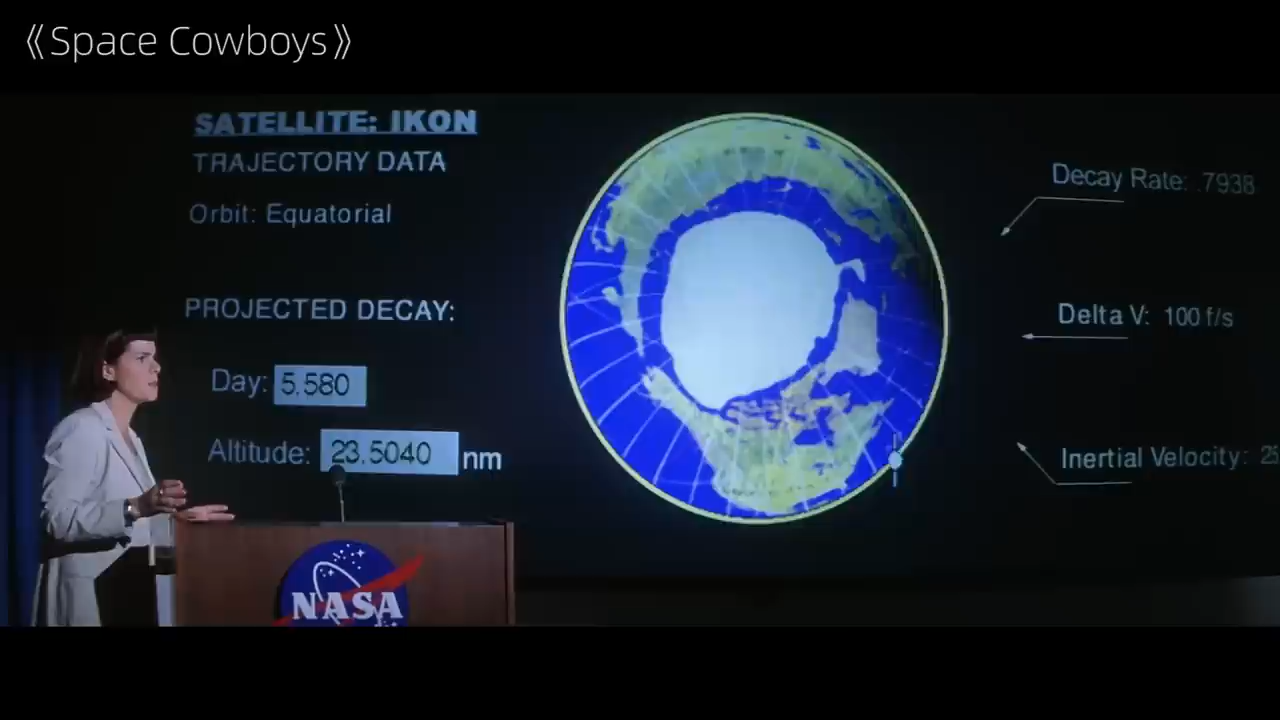 《Space Cowboys》
SATELLITE: IKON
TRAJECTORY DATA
Orbit: Equatorial
PROJECTED DECAY:
Day: 5.580
Altitude: 23.5040 nm
Decay Rate: .7938
Delta V: 100 f/s
Inertial Velocity: 25
NASA